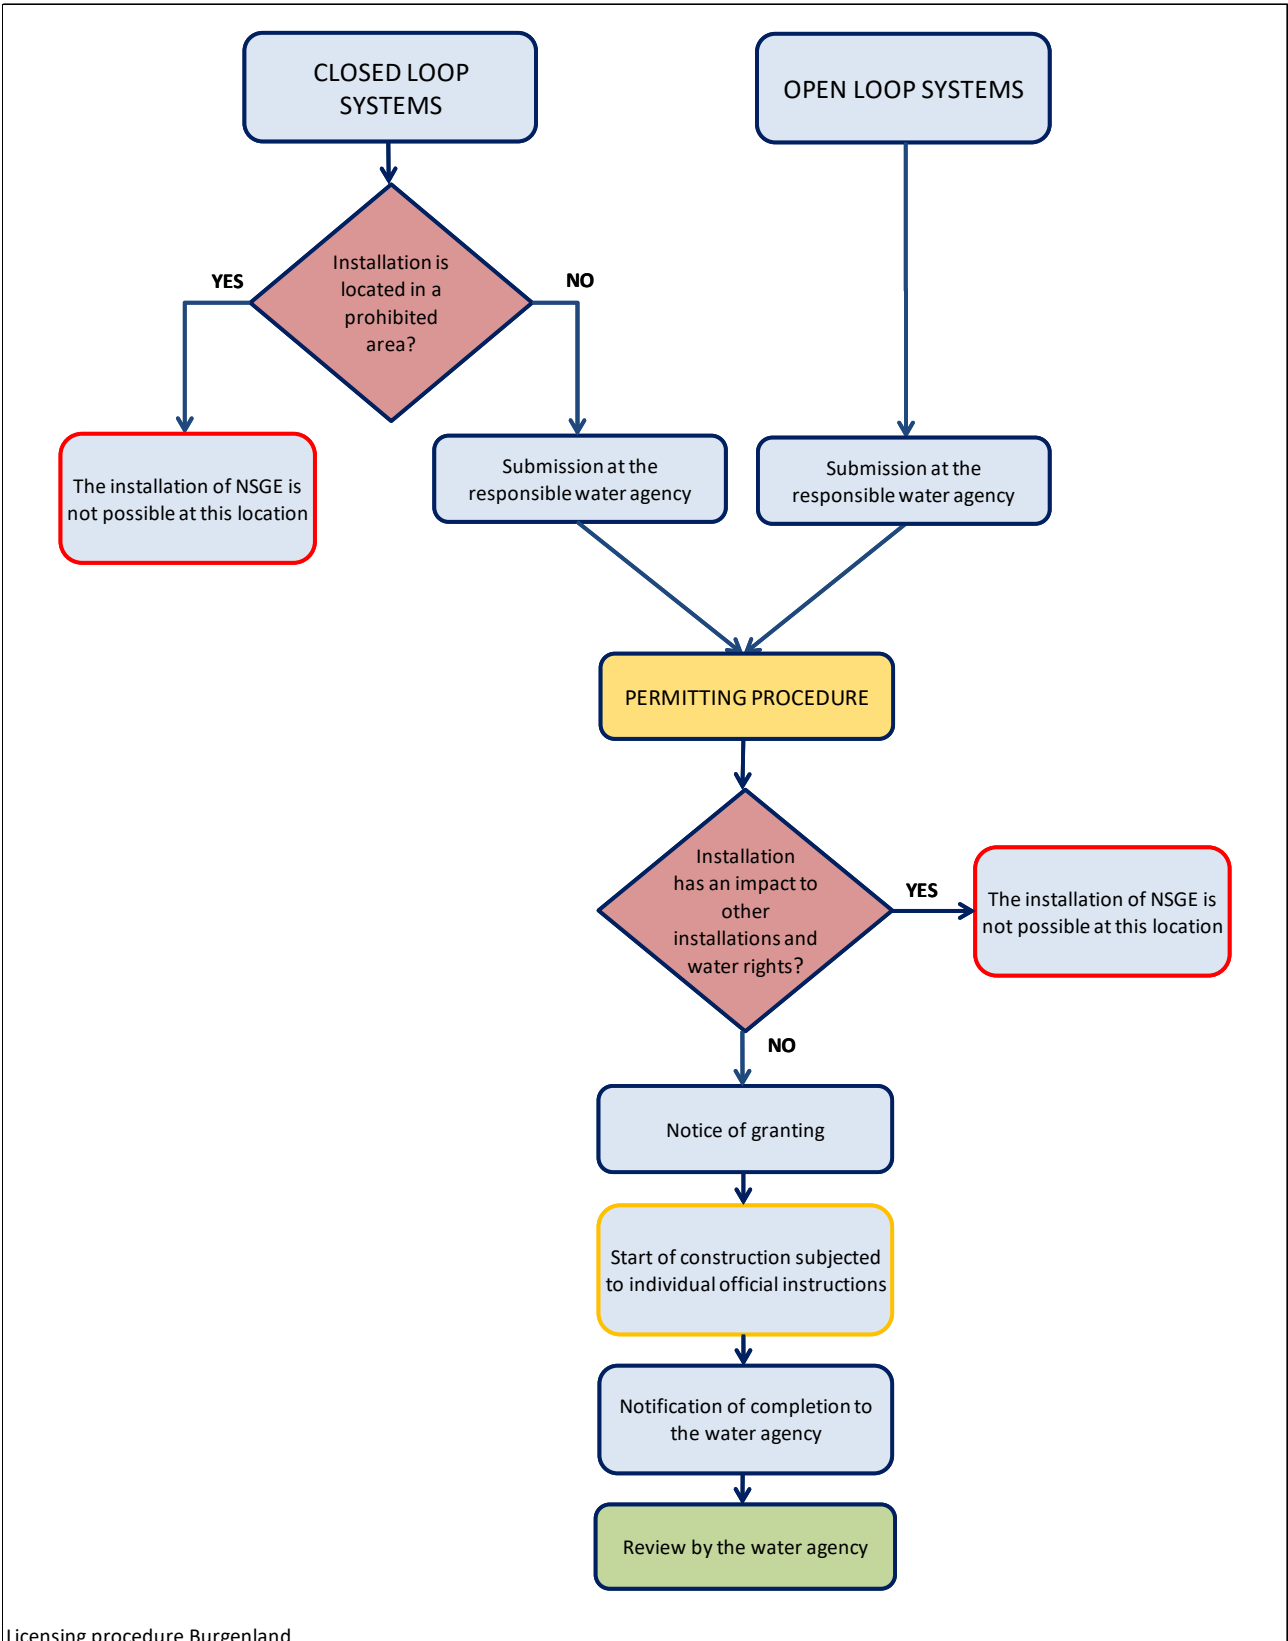 CLOSED LOOP
SYSTEMS
OPEN LOOP SYSTEMS
Installation is
located in a
prohibited
area?
YES
NO
The installation of NSGE is
not possible at this location
Submission at the
responsible water agency
Submission at the
responsible water agency
PERMITTING PROCEDURE
Installation
has an impact to
other
installations and
water rights?
YES
The installation of NSGE is
not possible at this location
NO
Notice of granting
Start of construction subjected
to individual official instructions
Notification of completion to
the water agency
Review by the water agency
Licensing procedure Burgenland